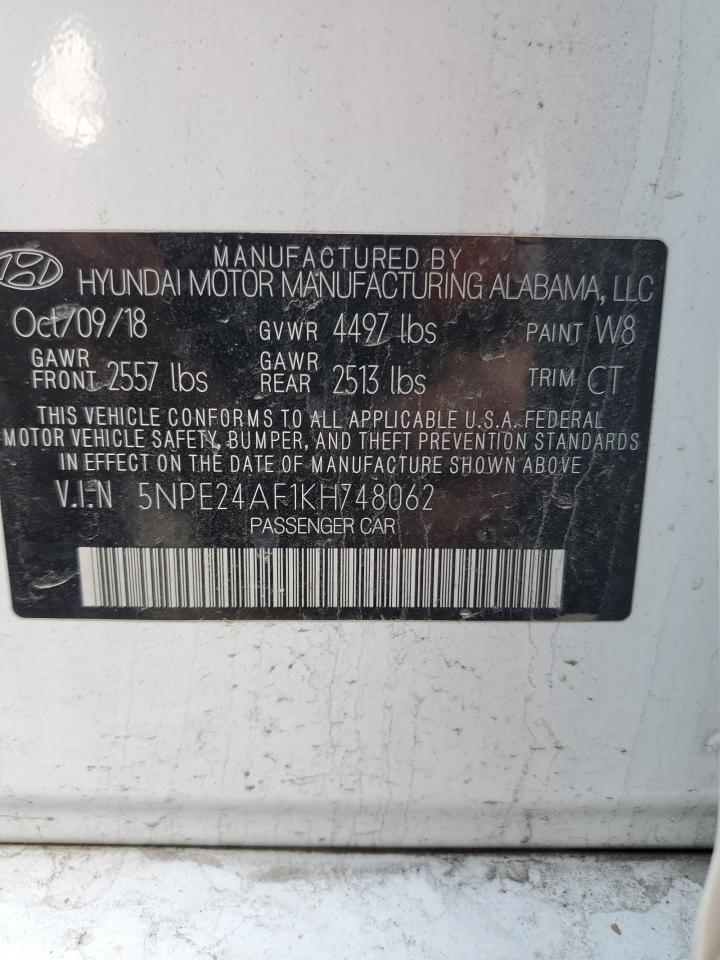 MANUFACTURED BY
HYUNDAI MOTOR MANUFACTURING ALABAMA, LLC
Oct/09/18 GVWR 4497 lbs PAINT W8
GAWR FRONT 2557 lbs GAWR REAR 2513 lbs TRIM CT
THIS VEHICLE CONFORMS TO ALL APPLICABLE U.S.A. FEDERAL
MOTOR VEHICLE SAFETY, BUMPER, AND THEFT PREVENTION STANDARDS
IN EFFECT ON THE DATE OF MANUFACTURE SHOWN ABOVE
V.I.N 5NPE24AF1KH748062
PASSENGER CAR